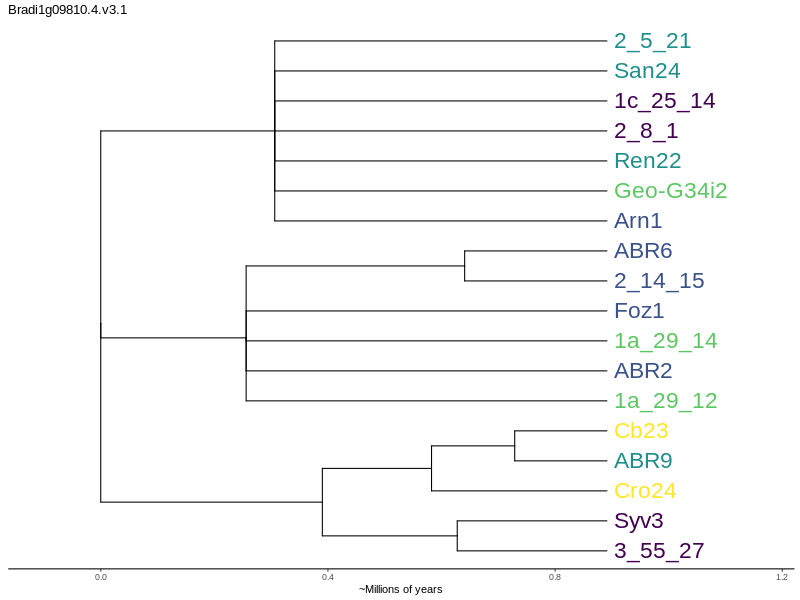 Bradi1g09810.4.v3.1
2_5_21
San24
1c_25_14
2_8_1
Ren22
Geo-G34i2
Arn1
ABR6
2_14_15
Foz1
1a_29_14
ABR2
1a_29_12
Cb23
ABR9
Cro24
Syv3
3_55_27
0.0 0.4 0.8 1.2
~Millions of years